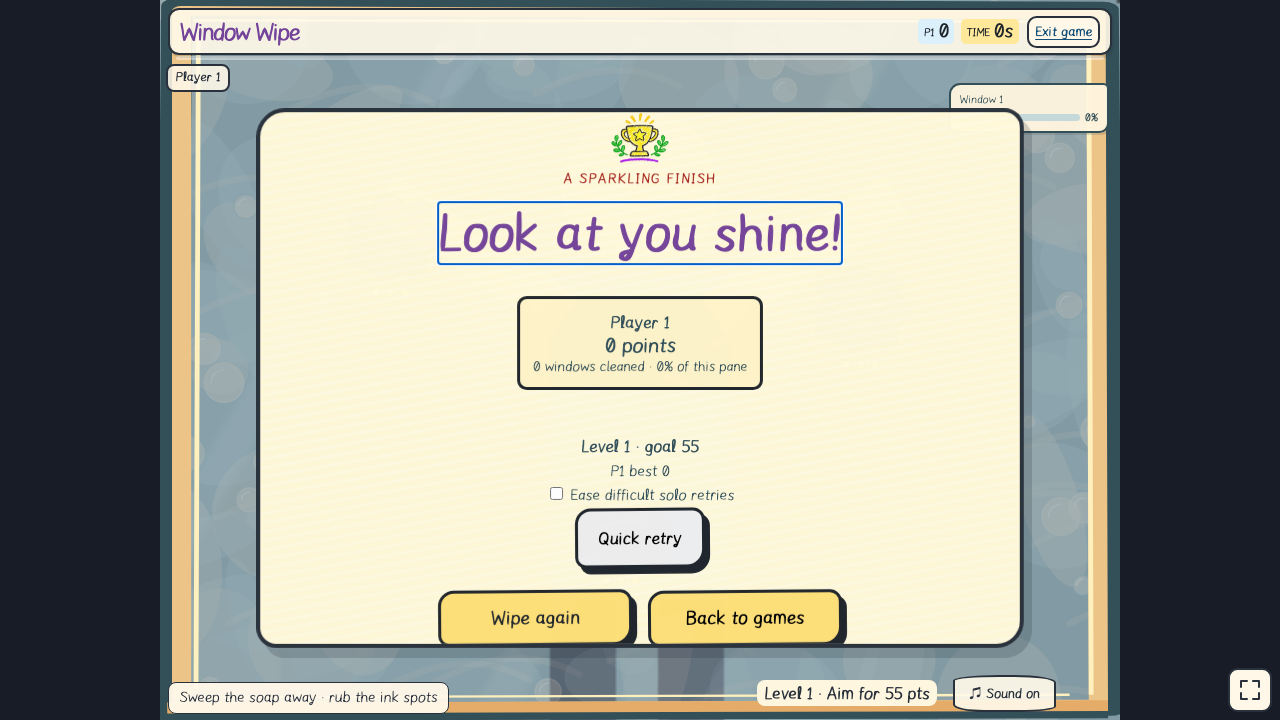 Window Wipe
P1 0
TIME 0s
Exit game
Player 1
Window 1
0%
A SPARKLING FINISH
Look at you shine!
Player 1
0 points
0 windows cleaned · 0% of this pane
Level 1 · goal 55
P1 best 0
Ease difficult solo retries
Quick retry
Wipe again
Back to games
Sweep the soap away · rub the ink spots
Level 1 · Aim for 55 pts
♫ Sound on